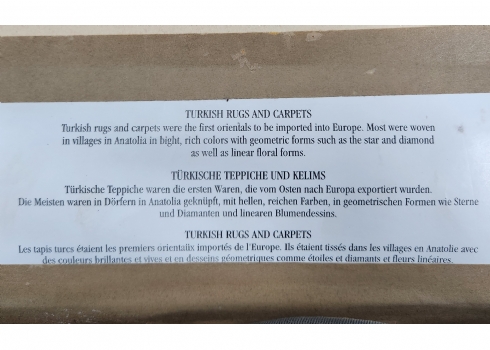 TURKISH RUGS AND CARPETS
Turkish rugs and carpets were the first orientals to be imported into Europe. Most were woven
in villages in Anatolia in bight, rich colors with geometric forms such as the star and diamond
as well as linear floral forms.
TÜRKISCHE TEPPICHE UND KELIMS
Türkische Teppiche waren die ersten Waren, die vom Osten nach Europa exportiert wurden.
Die Meisten waren in Dörfern in Anatolia geknüpft, mit hellen, reichen Farben, in geometrischen Formen wie Sterne
und Diamanten und linearen Blumendessins.
TURKISH RUGS AND CARPETS
Les tapis turcs étaient les premiers orientaux importés de l'Europe. Ils étaient tissés dans les villages en Anatolie avec
des couleurs brillantes et vives et en desseins géometriques comme étoiles et diamants et fleurs linéaires.